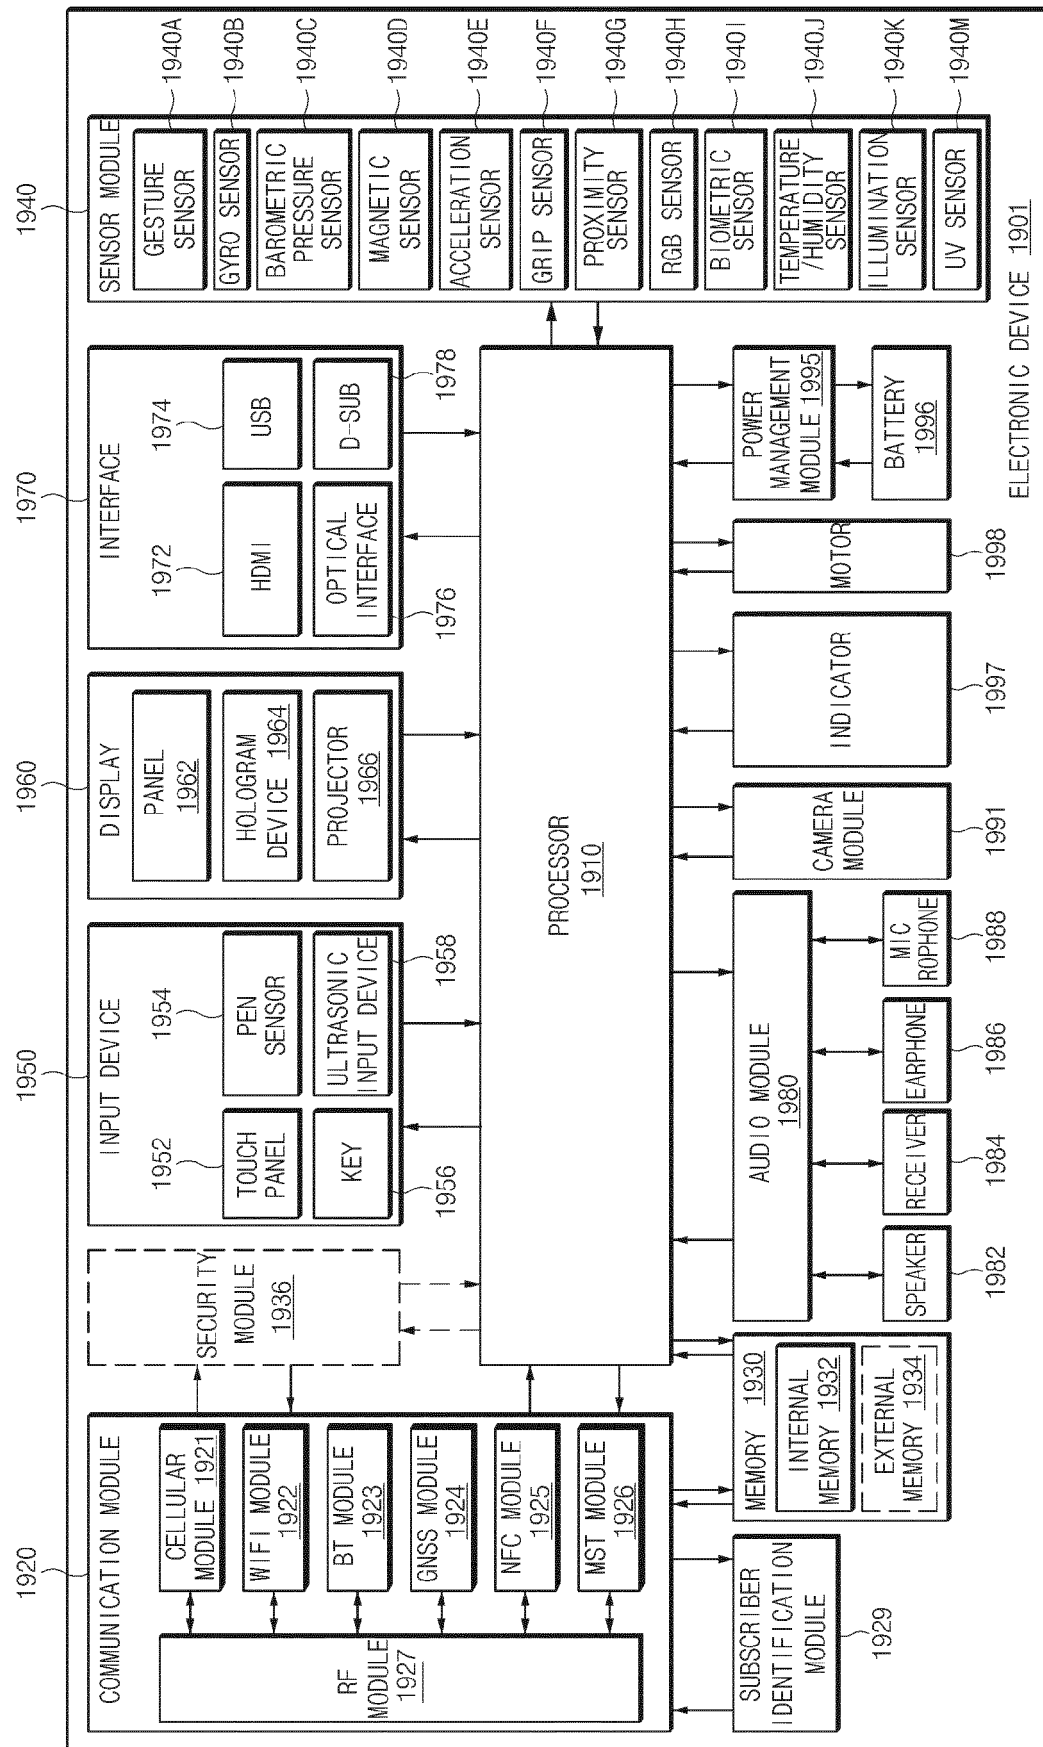 1920
COMMUNICATION MODULE
CELLULAR
MODULE 1921
WIFI MODULE
1922
BT MODULE
1923
GNSS MODULE
1924
NFC MODULE
1925
MST MODULE
1926
RF
MODULE
1927
SECURITY
MODULE
1936
1950
INPUT DEVICE
1952
TOUCH
PANEL
1954
PEN
SENSOR
KEY
1956
ULTRASONIC
INPUT DEVICE
1958
1960
DISPLAY
PANEL
1962
HOLOGRAM
DEVICE 1964
PROJECTOR
1966
1970
INTERFACE
1972
HDMI
1974
USB
OPTICAL
INTERFACE
1976
D-SUB
1978
1940
SENSOR MODULE
GESTURE
SENSOR
1940A
GYRO SENSOR
1940B
BAROMETRIC
PRESSURE
SENSOR
1940C
MAGNETIC
SENSOR
1940D
ACCELERATION
SENSOR
1940E
GRIP SENSOR
1940F
PROXIMITY
SENSOR
1940G
RGB SENSOR
1940H
BIOMETRIC
SENSOR
1940I
TEMPERATURE
/HUMIDITY
SENSOR
1940J
ILLUMINATION
SENSOR
1940K
UV SENSOR
1940M
PROCESSOR
1910
SUBSCRIBER
IDENTIFICATION
MODULE
1929
MEMORY 1930
INTERNAL
MEMORY 1932
EXTERNAL
MEMORY 1934
AUDIO MODULE
1980
SPEAKER
1982
RECEIVER
1984
EARPHONE
1986
MIC
ROPHONE
1988
CAMERA
MODULE
1991
INDICATOR
1997
MOTOR
1998
POWER
MANAGEMENT
MODULE 1995
BATTERY
1996
ELECTRONIC DEVICE 1901